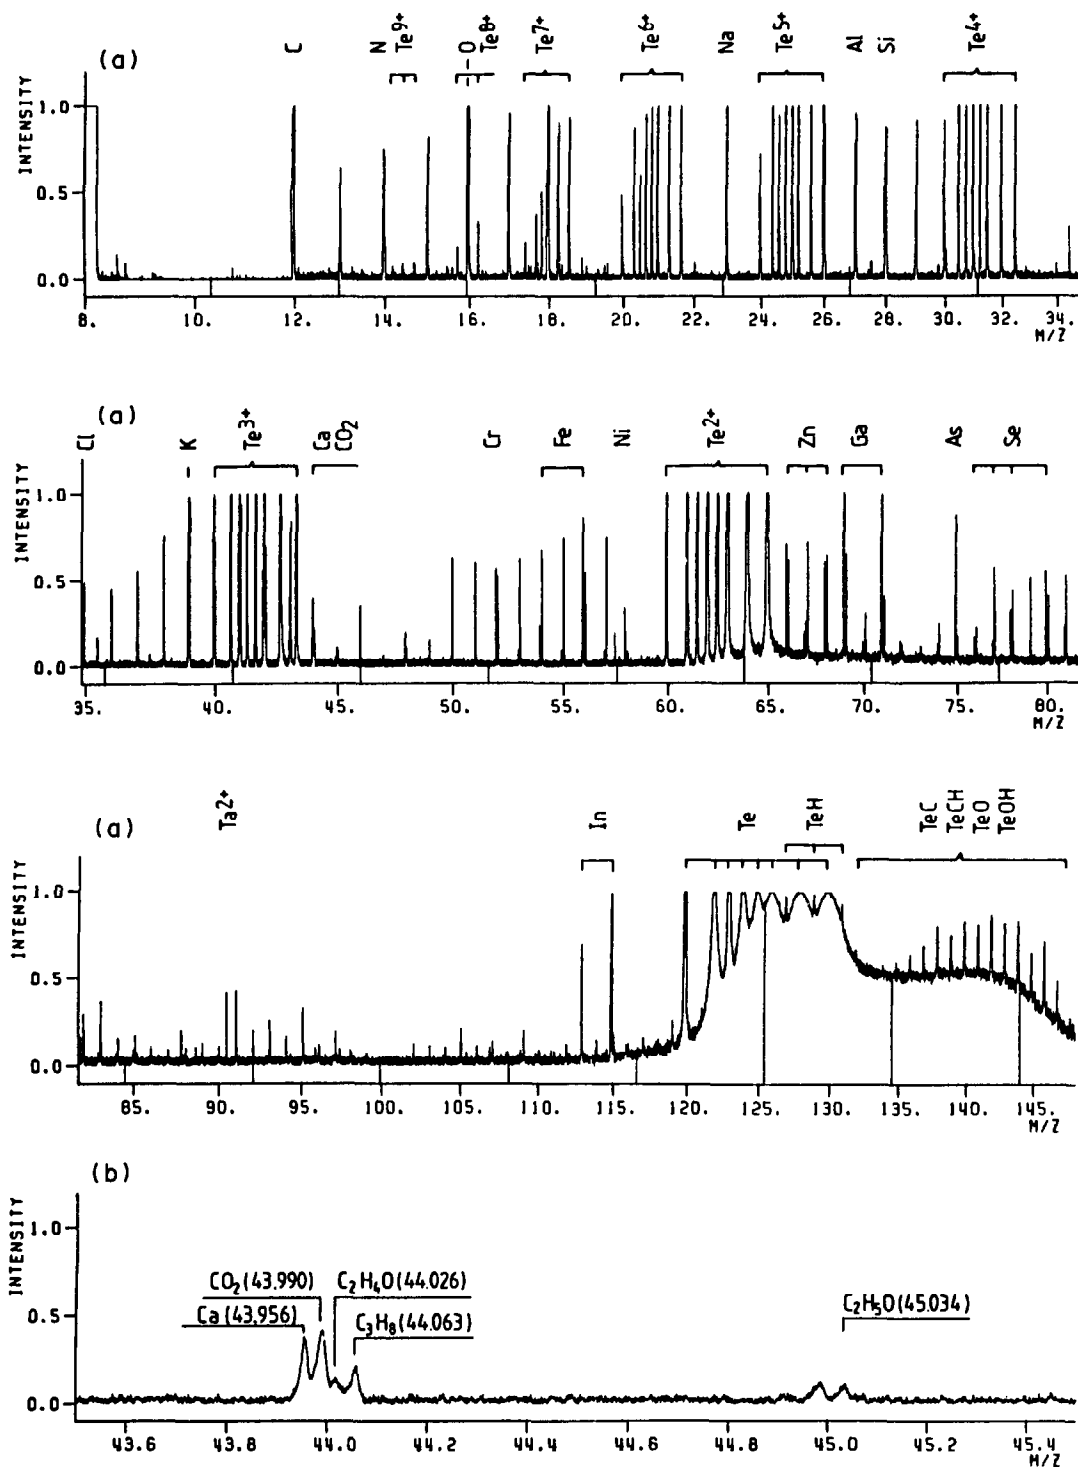 (a) C N Te9+ -O Te8+ Te7+ Te6+ Na Te5+ Al Si Te4+
INTENSITY
1.0
0.5
0.0
8. 10. 12. 14. 16. 18. 20. 22. 24. 26. 28. 30. 32. 34.
M/Z
(a) Cl K Te3+ Ca CO2 Cr Fe Ni Te2+ Zn Ga As Se
INTENSITY
1.0
0.5
0.0
35. 40. 45. 50. 55. 60. 65. 70. 75. 80.
M/Z
(a) Ta2+ In Te TeH TeC TeCH TeO TeOH
INTENSITY
1.0
0.5
0.0
85. 90. 95. 100. 105. 110. 115. 120. 125. 130. 135. 140. 145.
M/Z
(b)
INTENSITY
1.0
CO2(43.990) C2H4O(44.026)
Ca(43.956) C3H8(44.063) C2H5O(45.034)
0.5
0.0
43.6 43.8 44.0 44.2 44.4 44.6 44.8 45.0 45.2 45.4
M/Z